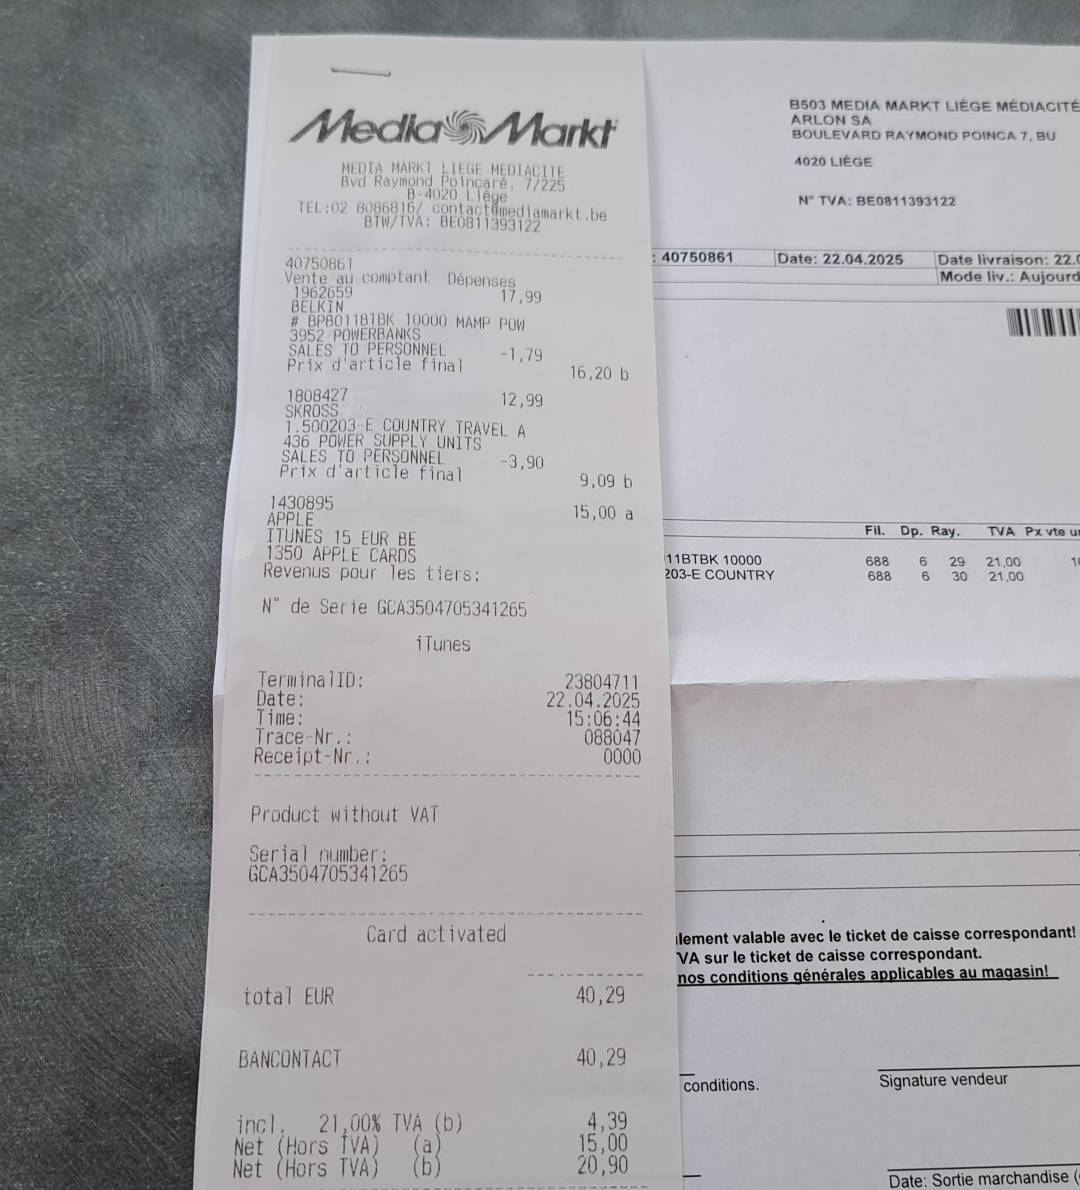 Media Markt
MEDIA MARKT LIEGE MEDIACITE
Bvd Raymond Poincaré, 7/225
B-4020 Liège
TEL:02 8086816/ contact@mediamarkt.be
BTW/TVA: BE0811393122
40750861
Vente au comptant Dépenses
1962659 17,99
BELKIN
# BPB011BTBK 10000 MAMP POW
3952 POWERBANKS
SALES TO PERSONNEL -1,79
Prix d'article final
16,20 b
1808427 12,99
SKROSS
1.500203-E COUNTRY TRAVEL A
436 POWER SUPPLY UNITS
SALES TO PERSONNEL -3,90
Prix d'article final
9,09 b
1430895 15,00 a
APPLE
ITUNES 15 EUR BE
1350 APPLE CARDS
Revenus pour les tiers:
N° de Serie GCA3504705341265
iTunes
TerminalID: 23804711
Date: 22.04.2025
Time: 15:06:44
Trace-Nr.: 088047
Receipt-Nr.: 0000
Product without VAT
Serial number:
GCA3504705341265
Card activated
total EUR 40,29
BANCONTACT 40,29
incl. 21,00% TVA (b) 4,39
Net (Hors TVA) (a) 15,00
Net (Hors TVA) (b) 20,90
B503 MEDIA MARKT LIÈGE MÉDIACITÉ
ARLON SA
BOULEVARD RAYMOND POINCA 7, BU
4020 LIÈGE
N° TVA: BE0811393122
: 40750861 Date: 22.04.2025 Date livraison: 22.0
Mode liv.: Aujourd
Fil. Dp. Ray. TVA Px vte u
11BTBK 10000 688 6 29 21,00 1
203-E COUNTRY 688 6 30 21,00
lement valable avec le ticket de caisse correspondant!
VA sur le ticket de caisse correspondant.
nos conditions générales applicables au magasin!
conditions.
Signature vendeur
Date: Sortie marchandise (